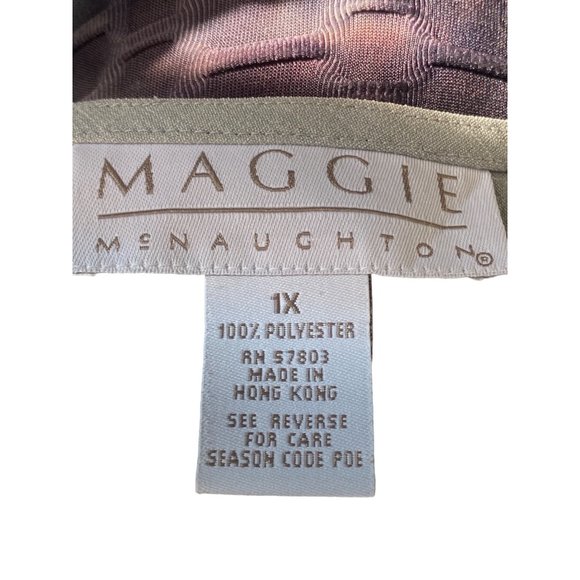 MAGGIE
McNAUGHTON®
1X
100% POLYESTER
RN 57803
MADE IN
HONG KONG
SEE REVERSE
FOR CARE
SEASON CODE POE